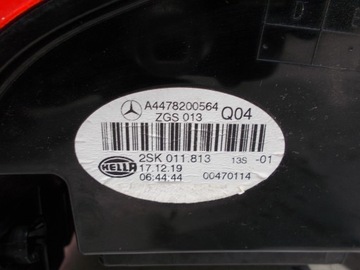 A4478200564
ZGS 013 Q04
2SK 011.813 13S -01
HELLA 17.12.19
06:44:44 00470114